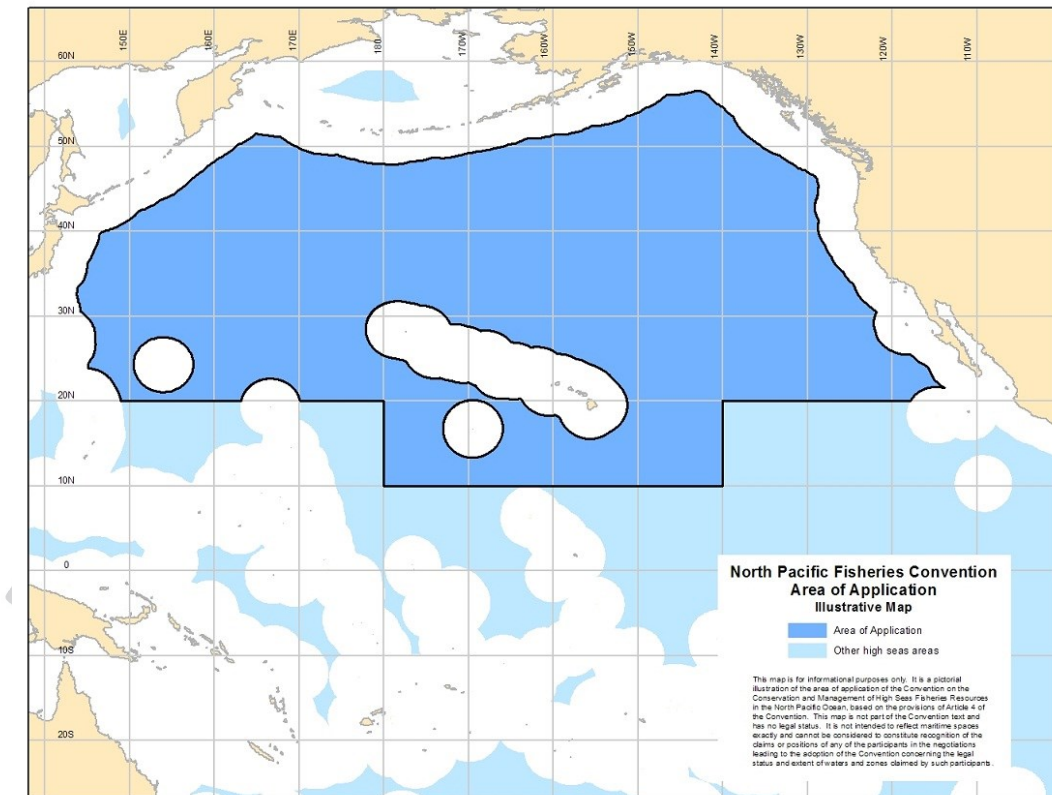 150E 160E 170E 180 170W 160W 150W 140W 130W 120W 110W
60N
50N
40N
30N
20N
10N
0
10S
20S
North Pacific Fisheries Convention
Area of Application
Illustrative Map
Area of Application
Other high seas areas
This map is for informational purposes only. It is a pictorial
illustration of the area of application of the Convention on the
Conservation and Management of High Seas Fisheries Resources
in the North Pacific Ocean, based on the provisions of Article 4 of
the Convention. This map is not part of the Convention text and
has no legal status. It is not intended to reflect maritime spaces
exactly and cannot be considered to constitute recognition of the
claims or positions of any of the participants in the negotiations
leading to the adoption of the Convention concerning the legal
status and extent of waters and zones claimed by such participants.